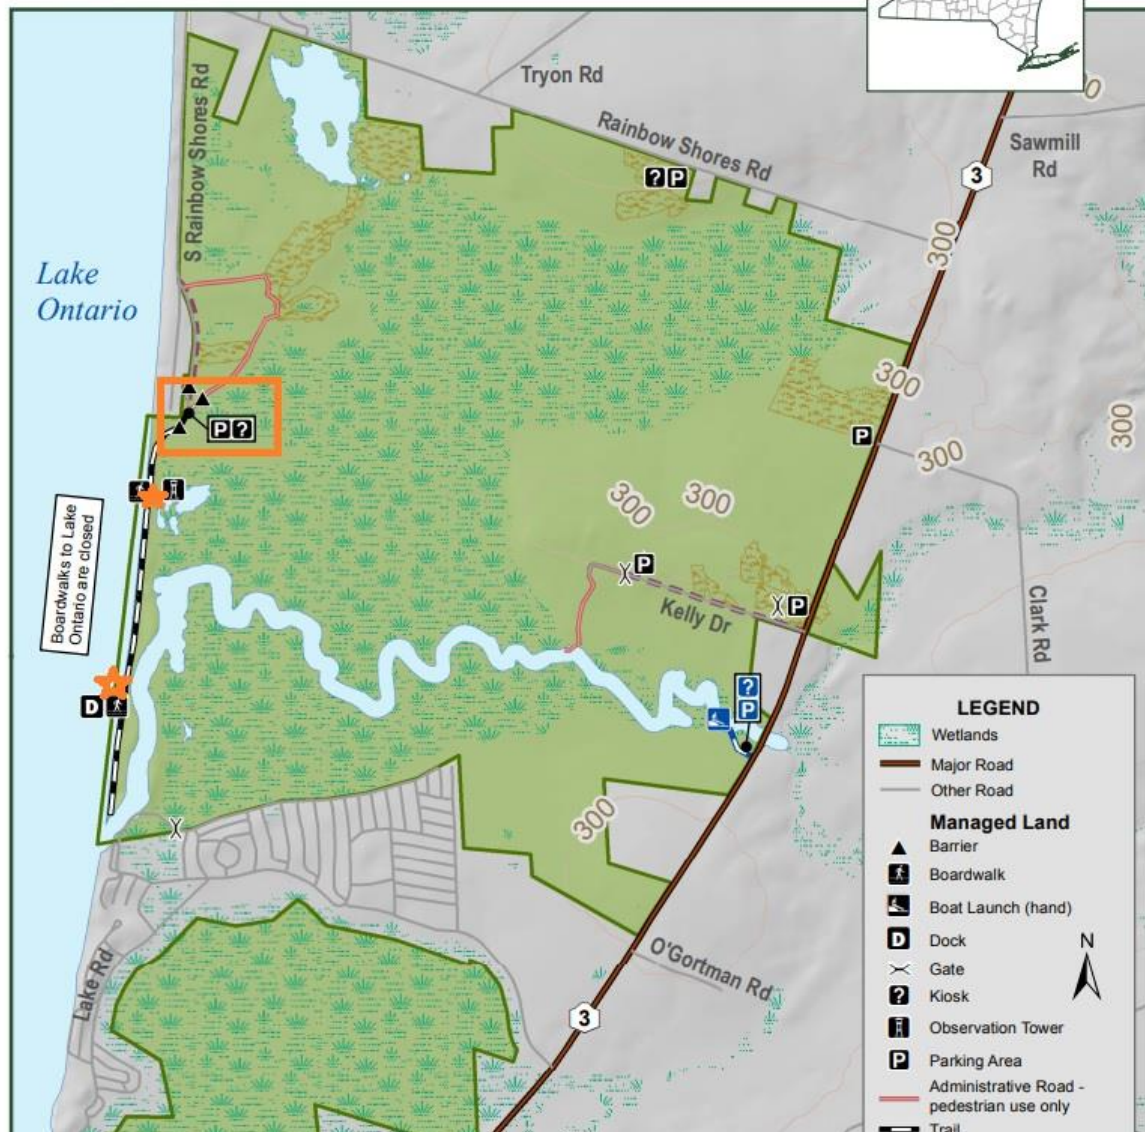 Tryon Rd
S Rainbow Shores Rd
Rainbow Shores Rd
Sawmill
Rd
3
300
Lake
Ontario
300
P ?
? P
P
300
300
300
300
Boardwalks to Lake
Ontario are closed
P
P
Kelly Dr
Clark Rd
D
?
P
300
Lake Rd
O'Gortman Rd
3
LEGEND
Wetlands
Major Road
Other Road
Managed Land
Barrier
Boardwalk
Boat Launch (hand)
D Dock
Gate
? Kiosk
Observation Tower
P Parking Area
Administrative Road -
pedestrian use only
Trail
N